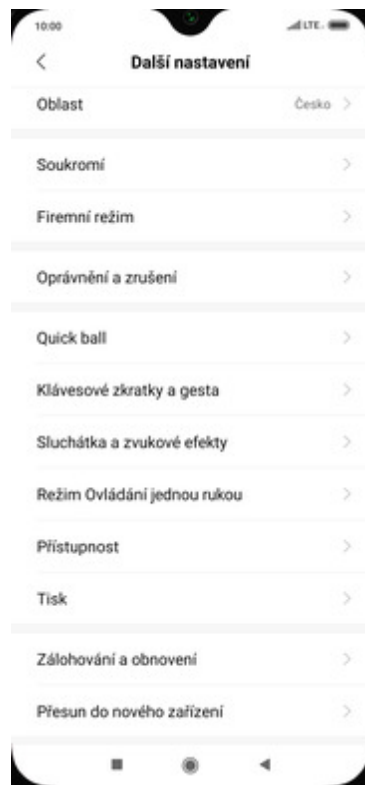 10:00
LTE
Další nastavení
Oblast Česko
Soukromí
Firemní režim
Oprávnění a zrušení
Quick ball
Klávesové zkratky a gesta
Sluchátka a zvukové efekty
Režim Ovládání jednou rukou
Přístupnost
Tisk
Zálohování a obnovení
Přesun do nového zařízení